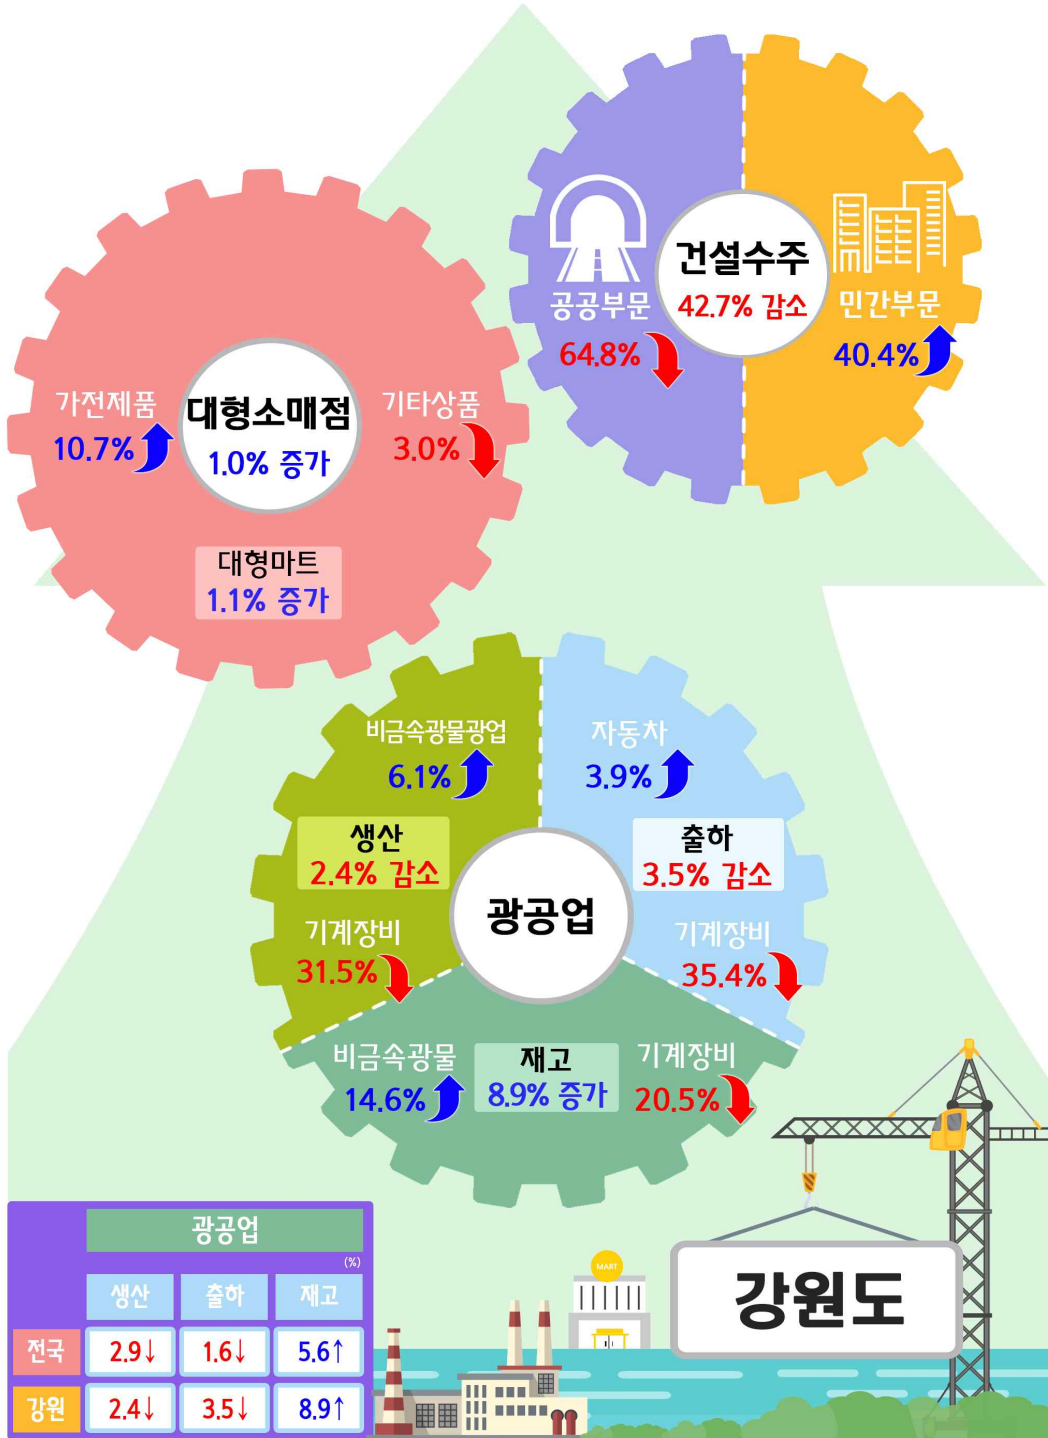 건설수주
42.7% 감소
공공부문
64.8%
민간부문
40.4%
대형소매점
1.0% 증가
가전제품
10.7%
기타상품
3.0%
대형마트
1.1% 증가
광공업
비금속광물광업
6.1%
생산
2.4% 감소
기계장비
31.5%
자동차
3.9%
출하
3.5% 감소
기계장비
35.4%
비금속광물
14.6%
재고
8.9% 증가
기계장비
20.5%
광공업
(%)
생산 출하 재고
전국 2.9↓ 1.6↓ 5.6↑
강원 2.4↓ 3.5↓ 8.9↑
MART
강원도